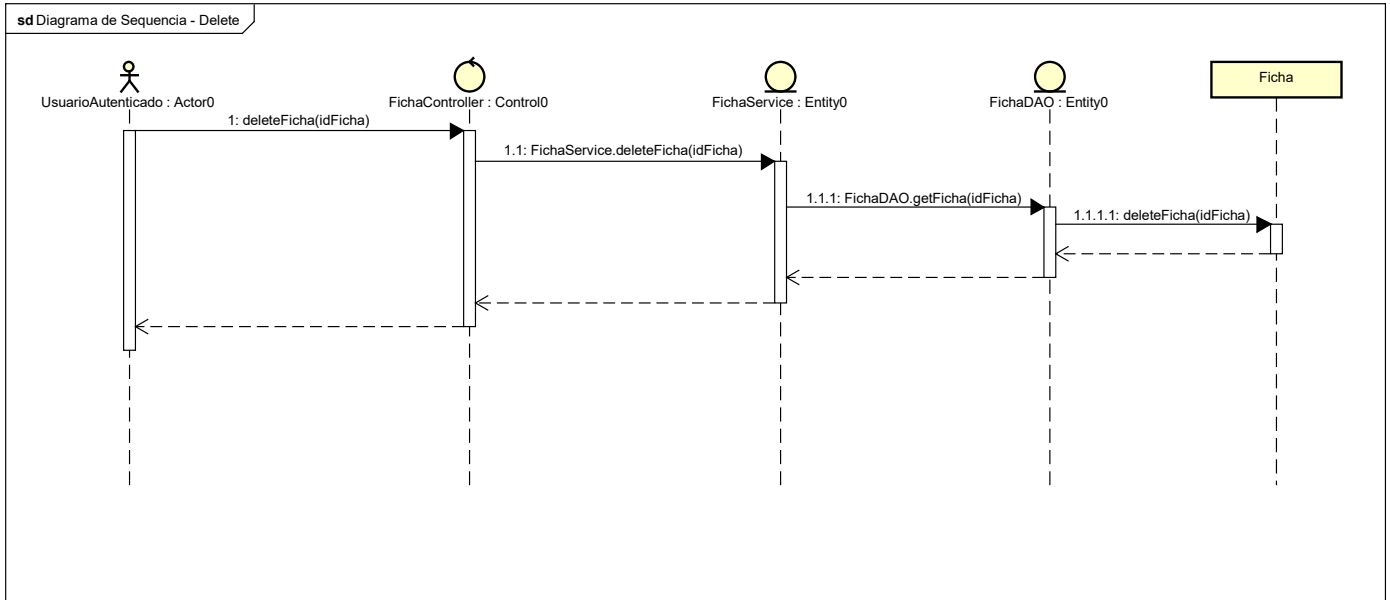 sd Diagrama de Sequencia - Delete
UsuarioAutenticado : Actor0
FichaController : Control0
FichaService : Entity0
FichaDAO : Entity0
Ficha
1: deleteFicha(idFicha)
1.1: FichaService.deleteFicha(idFicha)
1.1.1: FichaDAO.getFicha(idFicha)
1.1.1.1: deleteFicha(idFicha)